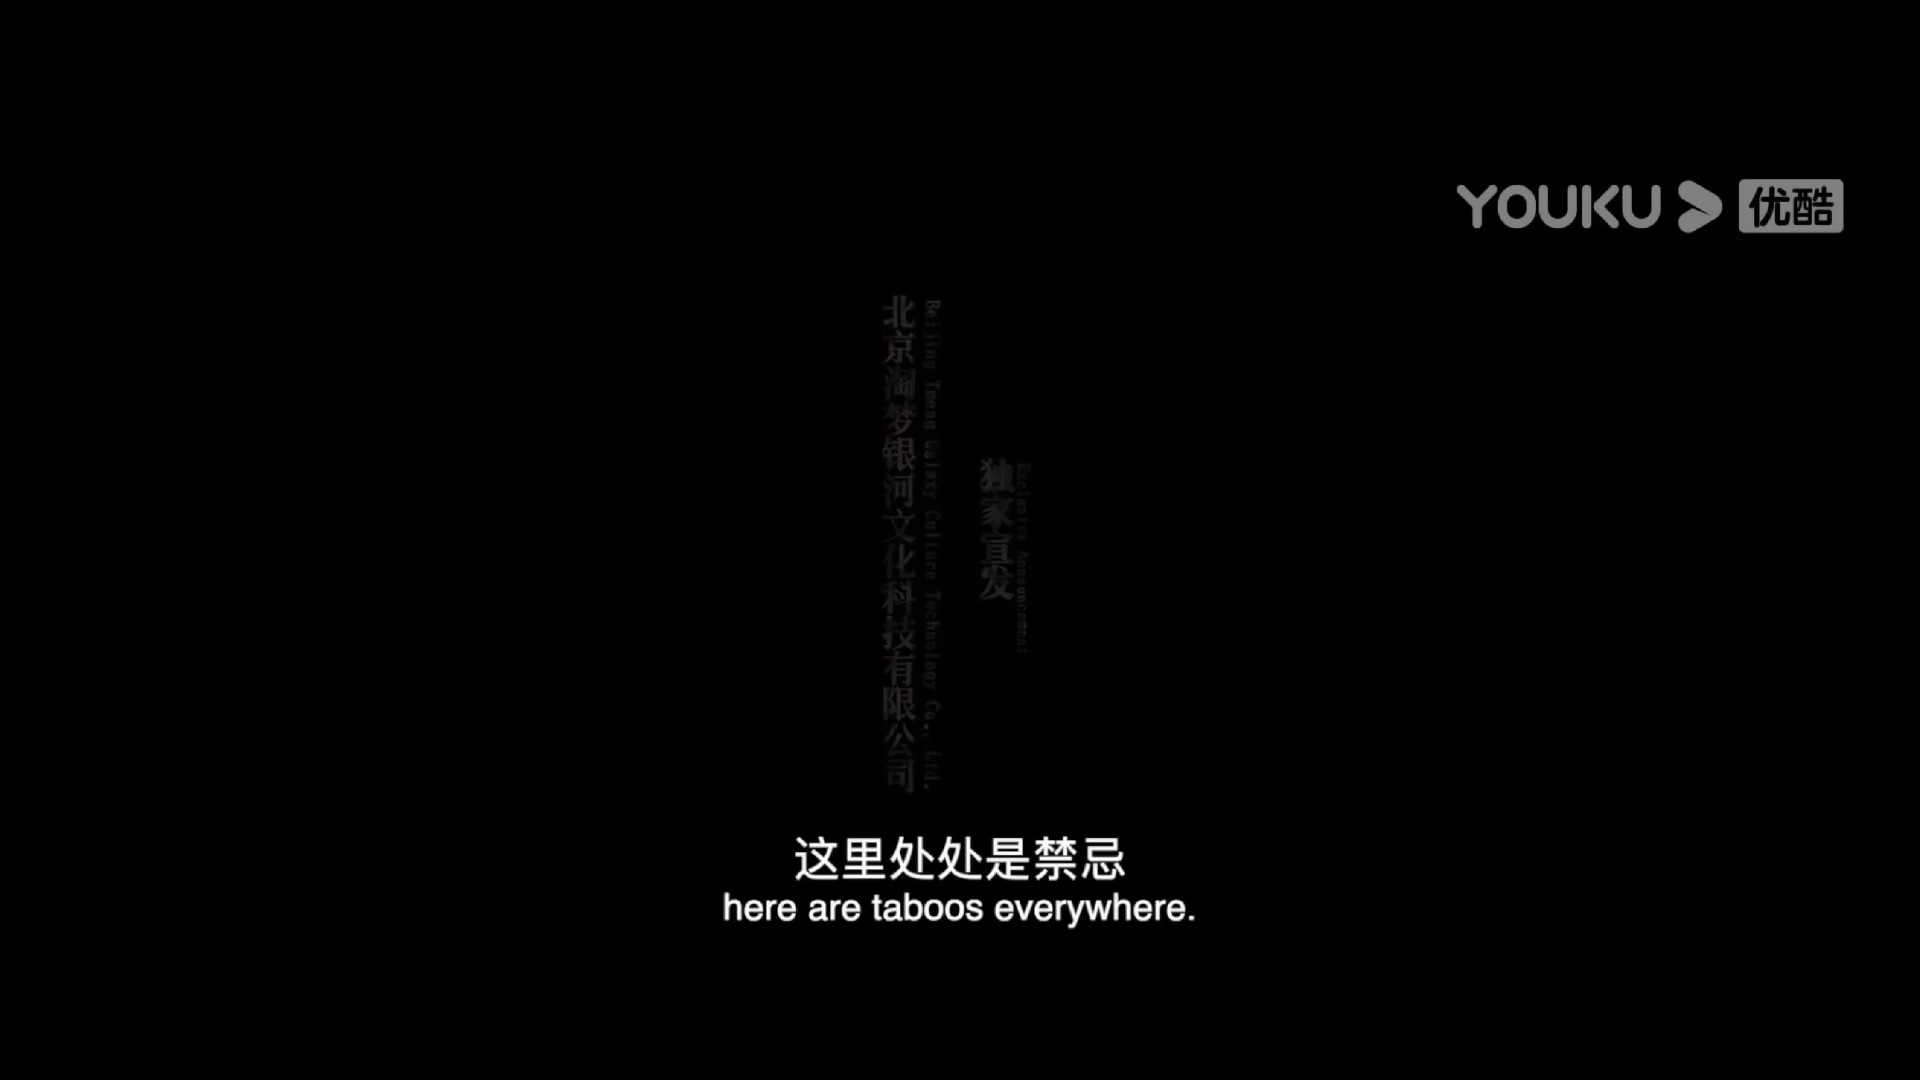 YOUKU 优酷
独家宣发
Exclusive Announcement
北京淘梦银河文化科技有限公司
Beijing Tmeng Galaxy Culture Technology Co., Ltd.
这里处处是禁忌
here are taboos everywhere.